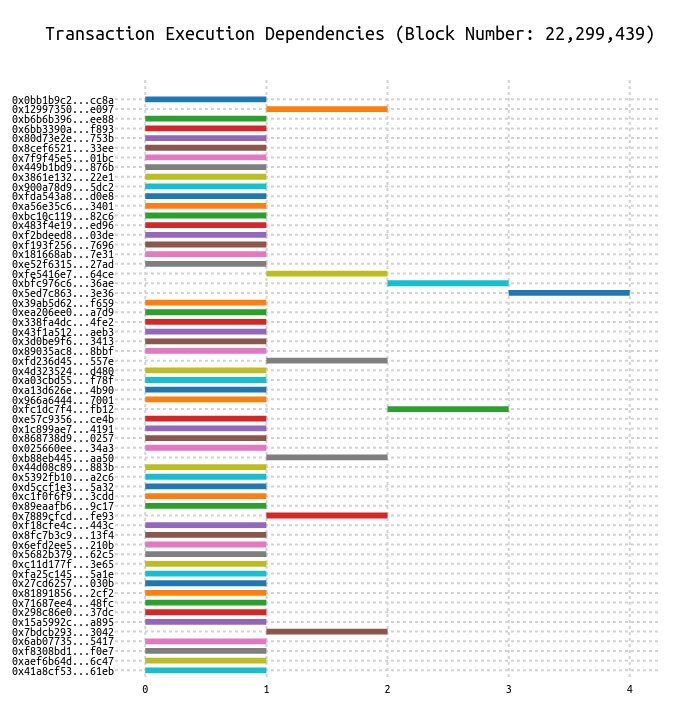 Transaction Execution Dependencies (Block Number: 22,299,439)
0x0bb1b9c2...cc8a
0x12997350...e097
0xb6b6b396...ee88
0x6bb3390a...f893
0x80d73e2e...753b
0x8cef6521...33ee
0x7f9f45e5...01bc
0x449b1bd9...876b
0x3861e132...22e1
0x900a78d9...5dc2
0xfda543a8...d0e8
0xa56e35c6...3401
0xbc10c119...82c6
0x483f4e19...ed96
0xf2bdeed8...03de
0xf193f256...7696
0x181668ab...7e31
0xe52f6315...27ad
0xfe5416e7...64ce
0xbfc976c6...36ae
0x5ed7c863...3e36
0x39ab5d62...f659
0xea206ee0...a7d9
0x338fa4dc...4fe2
0x43f1a512...aeb3
0x3d0be9f6...3413
0x89035ac8...8bbf
0xfd236d45...557e
0x4d323524...d480
0xa03cbd55...f78f
0xa13d626e...4b90
0x966a6444...7001
0xfc1dc7f4...fb12
0xe57c9356...ce4b
0x1c899ae7...4191
0x868738d9...0257
0x025660ee...34a3
0xb88eb445...aa50
0x44d08c89...883b
0x5392fb10...a2c6
0xd5ccf1e3...5a32
0xc1f0f6f9...3cdd
0x89eaafb6...9c17
0x7889cfcd...fe93
0xf18cfe4c...443c
0x8fc7b3c9...13f4
0x6efd2ee5...210b
0x5682b379...62c5
0xc11d177f...3e65
0xfa25c145...5a1e
0x27cd6257...030b
0x81891856...2cf2
0x71687ee4...48fc
0x298c86e0...37dc
0x15a5992c...a895
0x7bdcb293...3042
0x6ab07735...5417
0xf8308bd1...f0e7
0xaef6b64d...6c47
0x41a8cf53...61eb
0 1 2 3 4